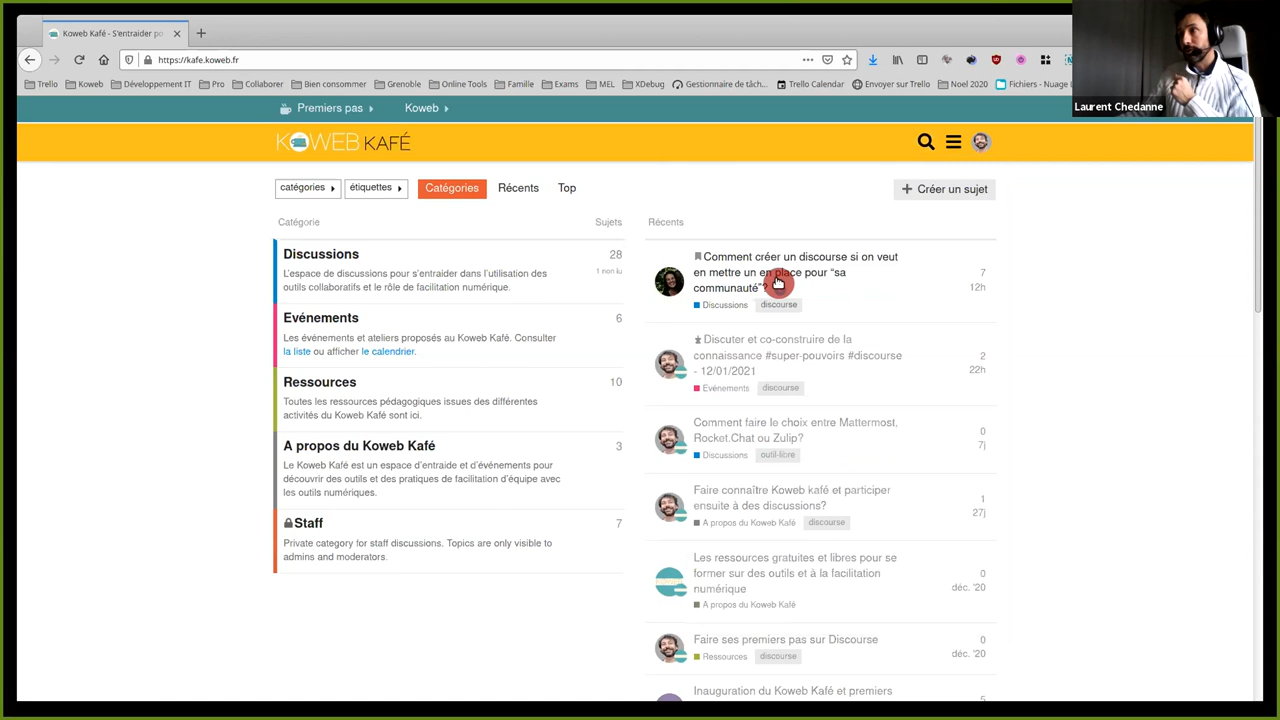 Koweb Kafé - S'entraider po
https://kafe.koweb.fr
Trello Koweb Développement IT Pro Collaborer Bien consommer Grenoble Online Tools Famille Exams MEL XDebug Gestionnaire de tâch... Trello Calendar Envoyer sur Trello Noel 2020 Fichiers - Nuage
Laurent Chedanne
Premiers pas Koweb
KOWEB KAFÉ
catégories étiquettes Catégories Récents Top
+ Créer un sujet
Catégorie Sujets
Discussions 28
L'espace de discussions pour s'entraider dans l'utilisation des 1 non lu
outils collaboratifs et le rôle de facilitation numérique.
Evénements 6
Les événements et ateliers proposés au Koweb Kafé. Consulter
la liste ou afficher le calendrier.
Ressources 10
Toutes les ressources pédagogiques issues des différentes
activités du Koweb Kafé sont ici.
A propos du Koweb Kafé 3
Le Koweb Kafé est un espace d'entraide et d'événements pour
découvrir des outils et des pratiques de facilitation d'équipe avec
les outils numériques.
Staff 7
Private category for staff discussions. Topics are only visible to
admins and moderators.
Récents
Comment créer un discourse si on veut
en mettre un en place pour "sa 7
communauté"? 12h
Discussions discourse
Discuter et co-construire de la
connaissance #super-pouvoirs #discourse 2
- 12/01/2021 22h
Evénements discourse
Comment faire le choix entre Mattermost, 0
Rocket.Chat ou Zulip? 7j
Discussions outil-libre
Faire connaître Koweb kafé et participer 1
ensuite à des discussions? 27j
A propos du Koweb Kafé discourse
Les ressources gratuites et libres pour se
former sur des outils et à la facilitation 0
numérique déc. '20
A propos du Koweb Kafé
Faire ses premiers pas sur Discourse 0
Ressources discourse déc. '20
Inauguration du Koweb Kafé et premiers 5